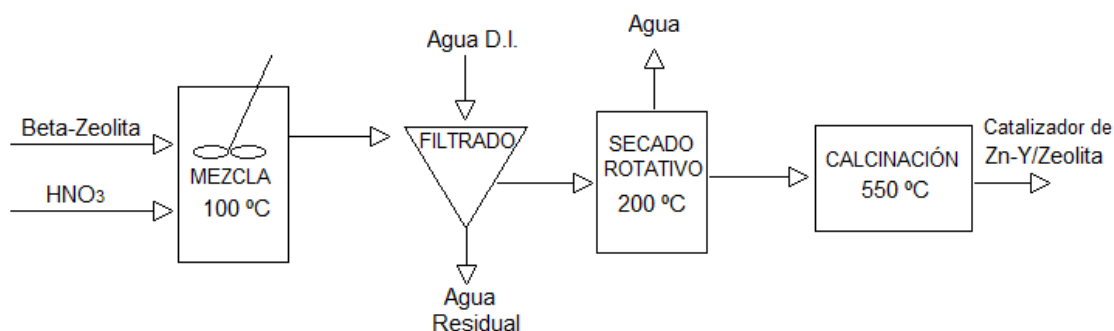 Beta-Zeolita
HNO3
MEZCLA
100 ºC
Agua D.I.
FILTRADO
Agua
Residual
Agua
SECADO
ROTATIVO
200 ºC
CALCINACIÓN
550 ºC
Catalizador de
Zn-Y/Zeolita